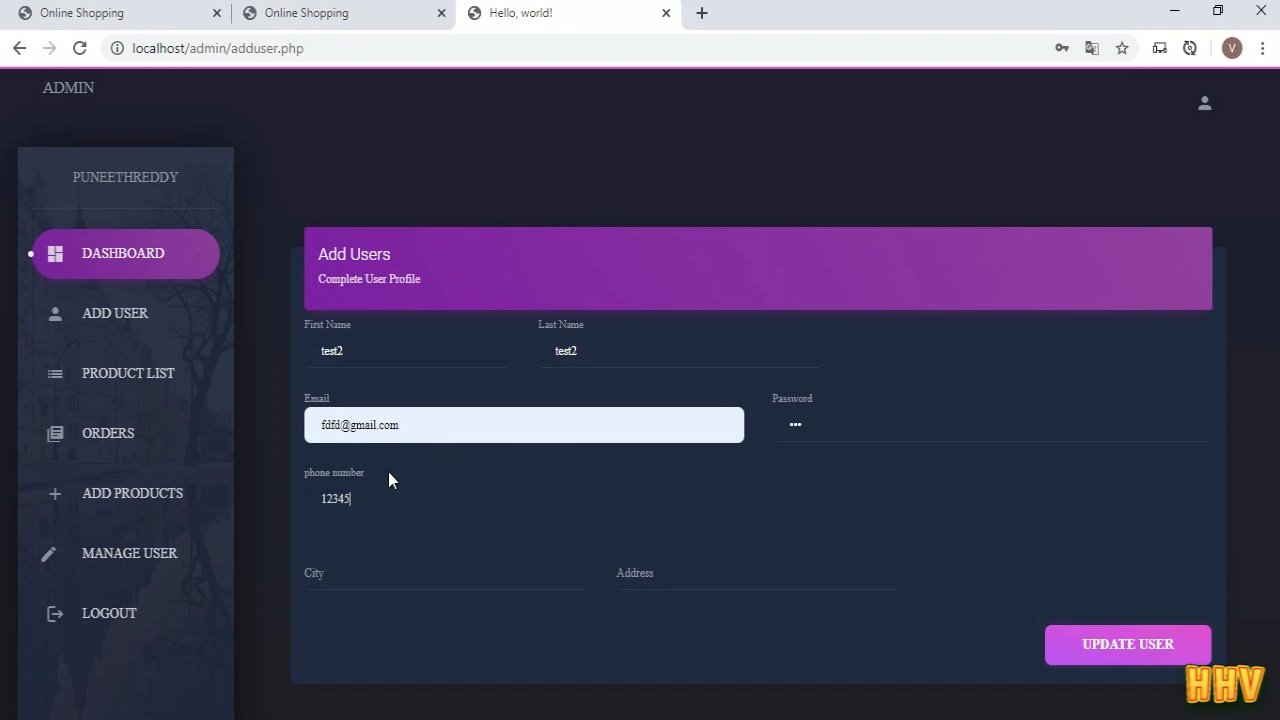 Online Shopping
Online Shopping
Hello, world!
localhost/admin/adduser.php
V
ADMIN
PUNEETHREDDY
DASHBOARD
ADD USER
PRODUCT LIST
ORDERS
ADD PRODUCTS
MANAGE USER
LOGOUT
Add Users
Complete User Profile
First Name
Last Name
test2
test2
Email
Password
fdfd@gmail.com
•••
phone number
12345
City
Address
UPDATE USER
HHV